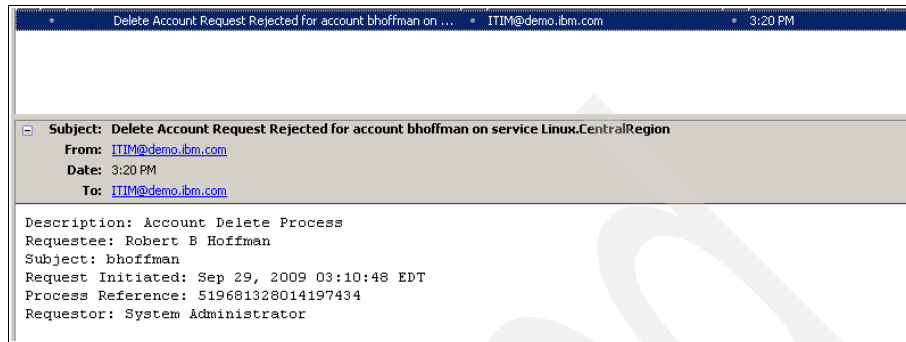 Delete Account Request Rejected for account bhoffman on ... ITIM@demo.ibm.com 3:20 PM
Subject: Delete Account Request Rejected for account bhoffman on service Linux.CentralRegion
From: ITIM@demo.ibm.com
Date: 3:20 PM
To: ITIM@demo.ibm.com
Description: Account Delete Process
Requestee: Robert B Hoffman
Subject: bhoffman
Request Initiated: Sep 29, 2009 03:10:48 EDT
Process Reference: 519681328014197434
Requestor: System Administrator